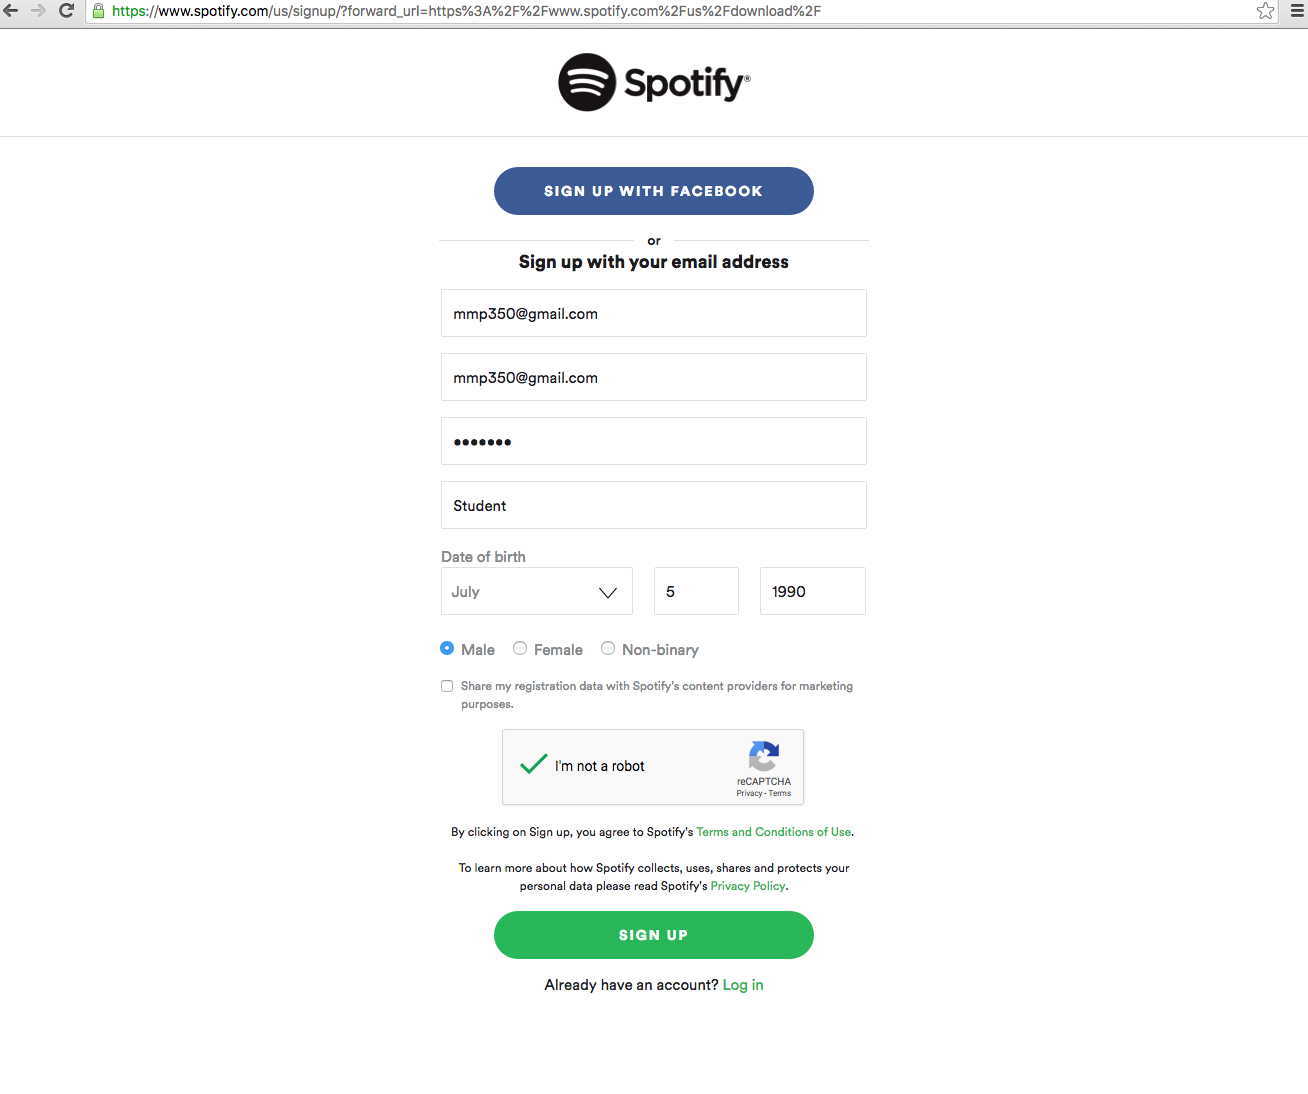 https://www.spotify.com/us/signup/?forward_url=https%3A%2F%2Fwww.spotify.com%2Fus%2Fdownload%2F
Spotify®
SIGN UP WITH FACEBOOK
or
Sign up with your email address
mmp350@gmail.com
mmp350@gmail.com
•••••••
Student
Date of birth
July 5 1990
Male Female Non-binary
Share my registration data with Spotify's content providers for marketing
purposes.
I'm not a robot
reCAPTCHA
Privacy - Terms
By clicking on Sign up, you agree to Spotify's Terms and Conditions of Use.
To learn more about how Spotify collects, uses, shares and protects your
personal data please read Spotify's Privacy Policy.
SIGN UP
Already have an account? Log in